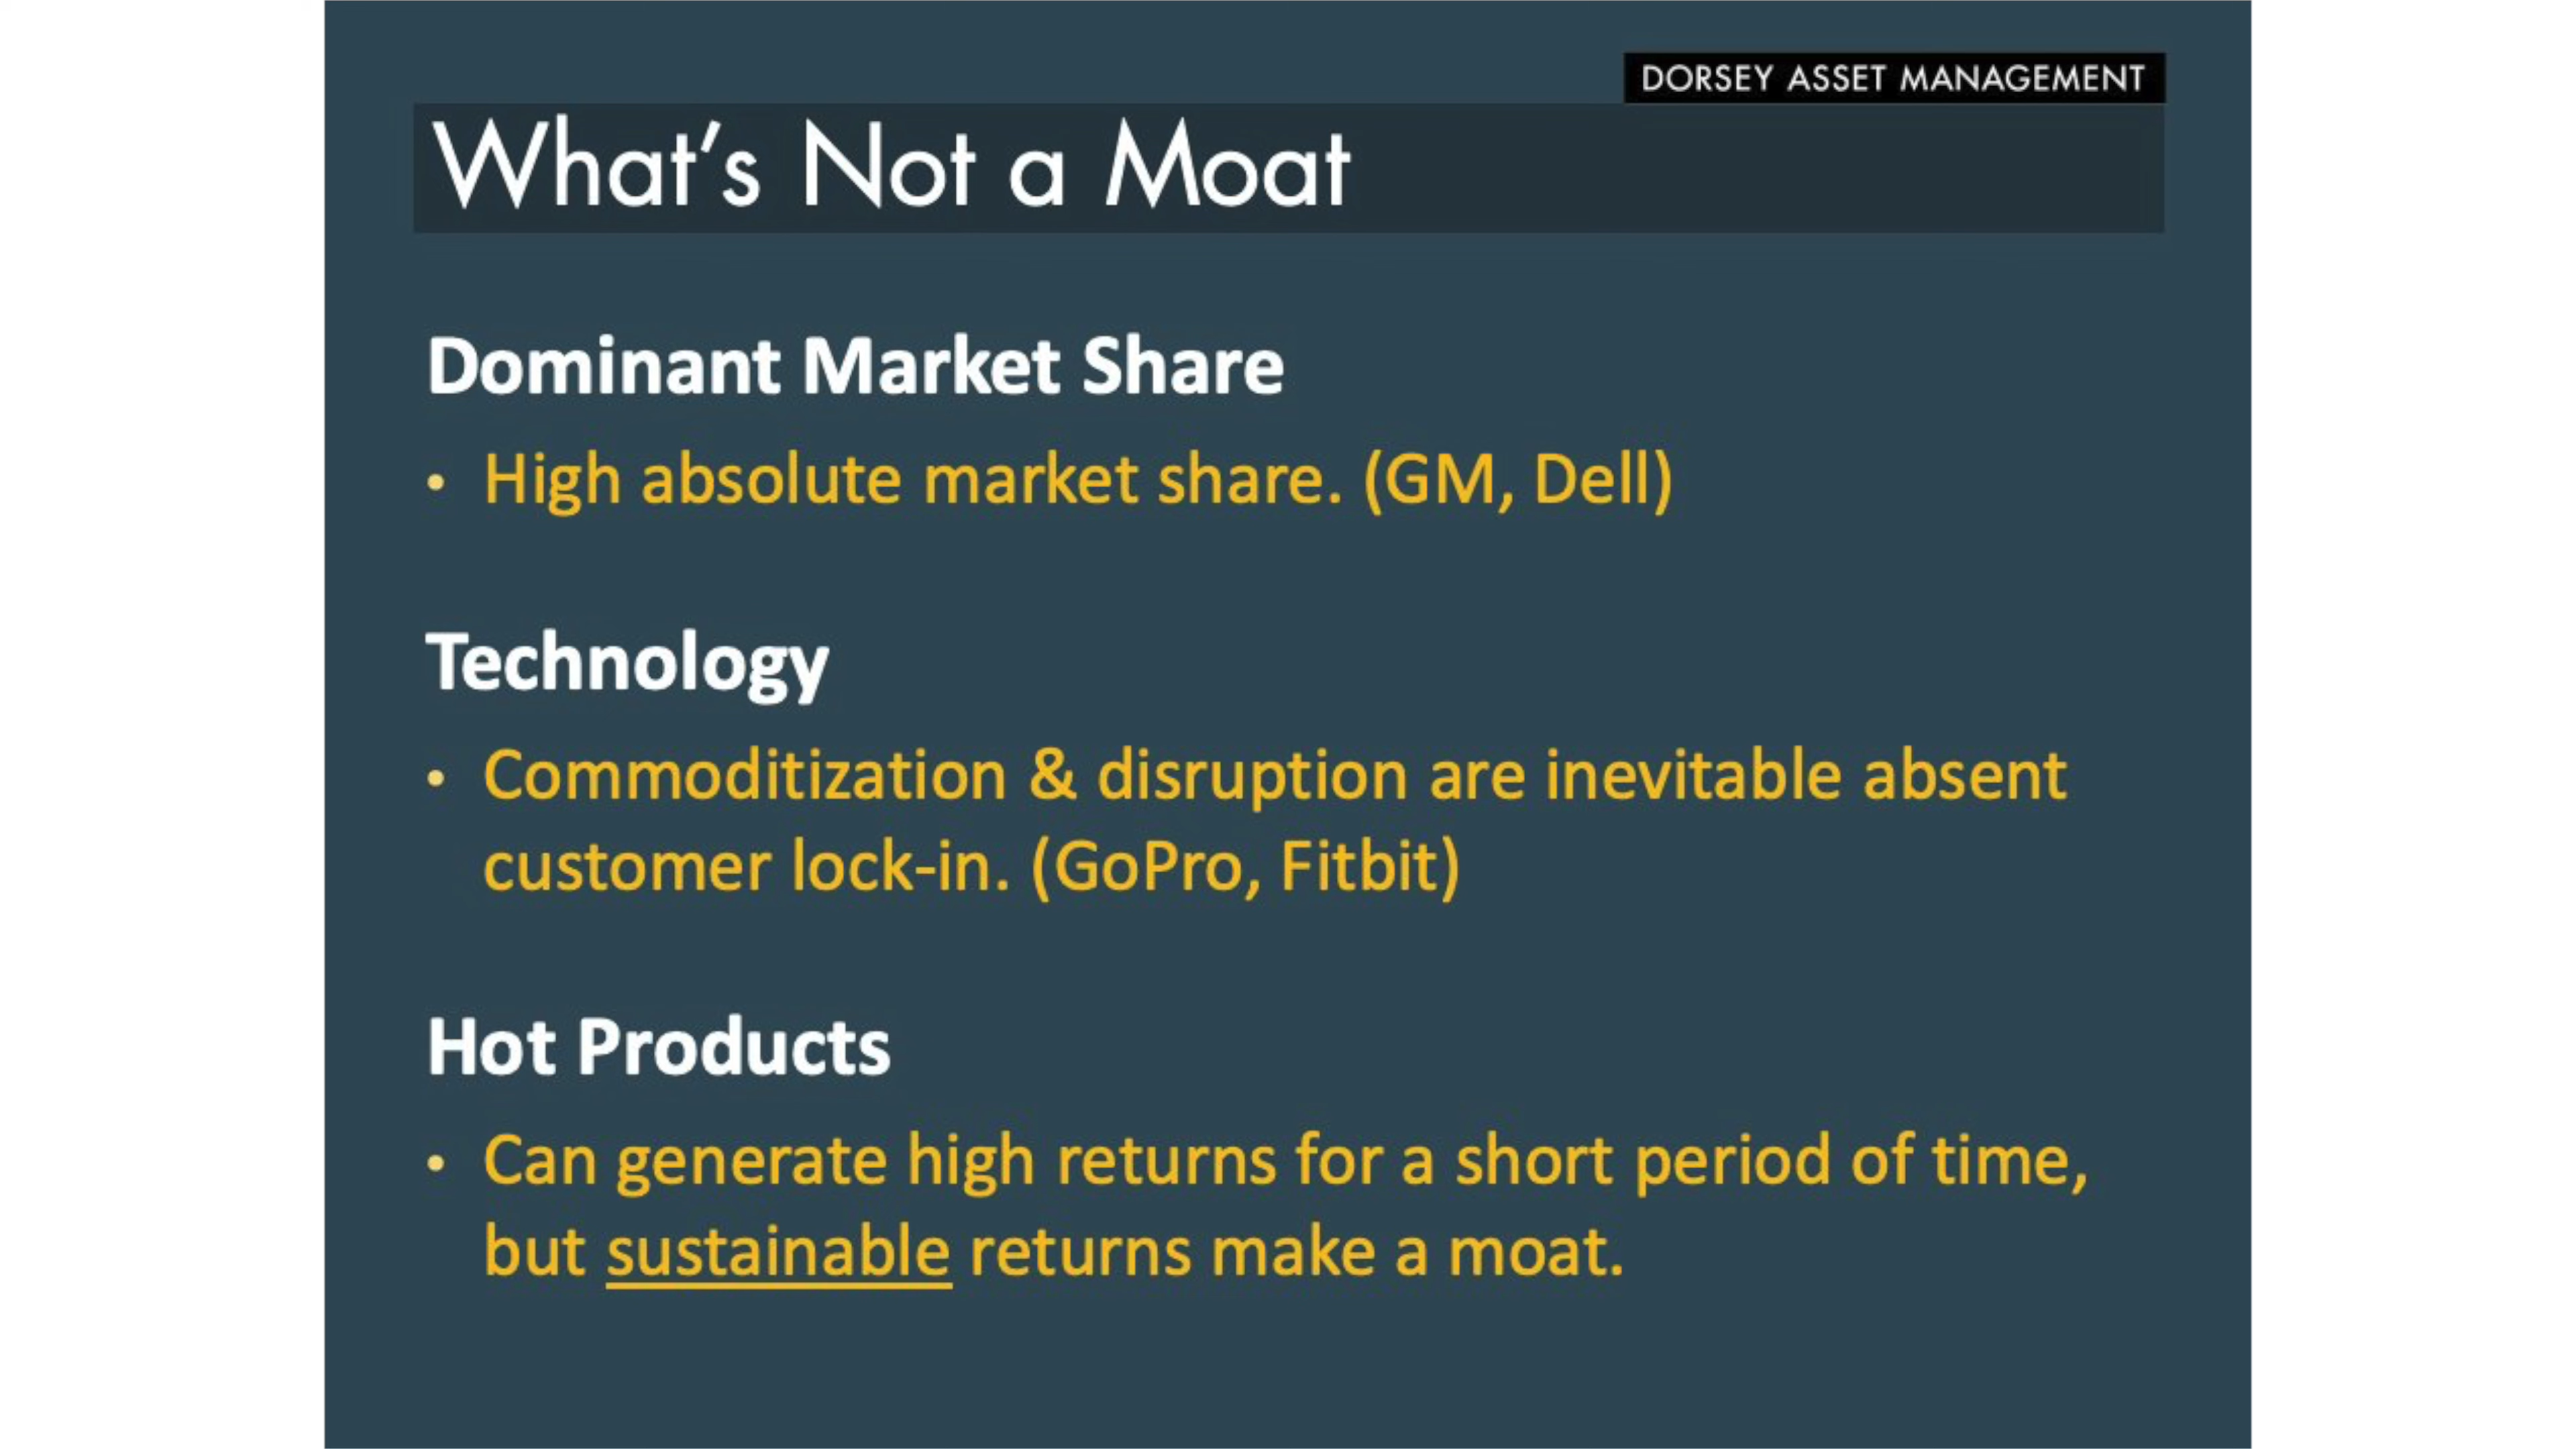 DORSEY ASSET MANAGEMENT
What's Not a Moat
Dominant Market Share
• High absolute market share. (GM, Dell)
Technology
• Commoditization & disruption are inevitable absent
customer lock-in. (GoPro, Fitbit)
Hot Products
• Can generate high returns for a short period of time,
but sustainable returns make a moat.